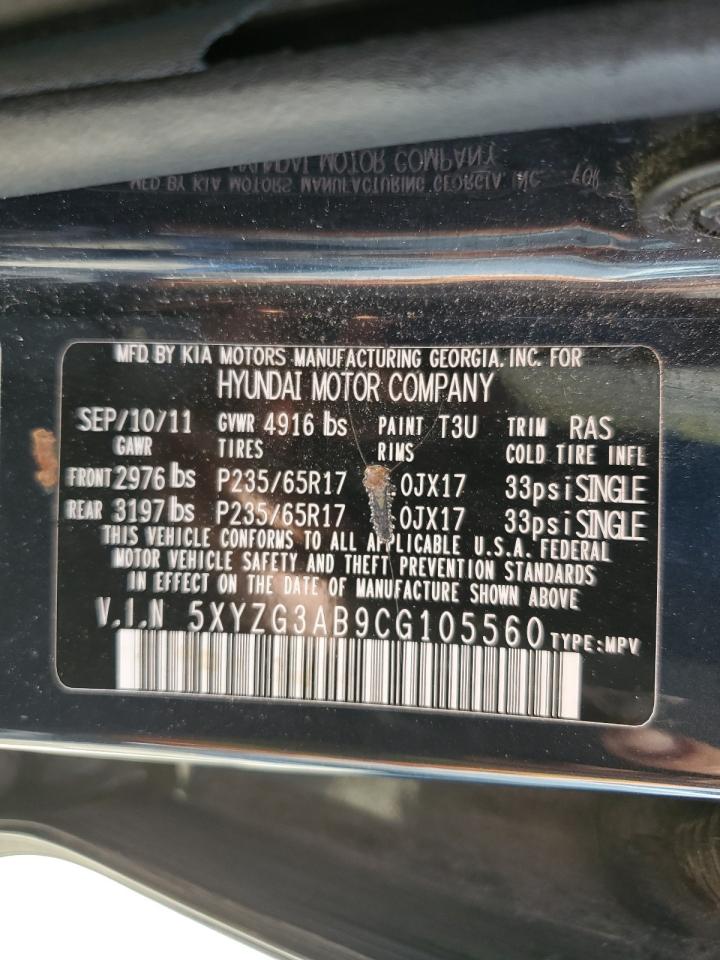 MFD BY KIA MOTORS MANUFACTURING GEORGIA, INC. FOR
HYUNDAI MOTOR COMPANY
SEP/10/11 GVWR 4916 lbs PAINT T3U TRIM RAS
GAWR TIRES RIMS COLD TIRE INFL
FRONT 2976 lbs P235/65R17 .0JX17 33psi SINGLE
REAR 3197 lbs P235/65R17 .0JX17 33psi SINGLE
THIS VEHICLE CONFORMS TO ALL APPLICABLE U.S.A. FEDERAL
MOTOR VEHICLE SAFETY AND THEFT PREVENTION STANDARDS
IN EFFECT ON THE DATE OF MANUFACTURE SHOWN ABOVE
V.I.N 5XYZG3AB9CG105560 TYPE:MPV